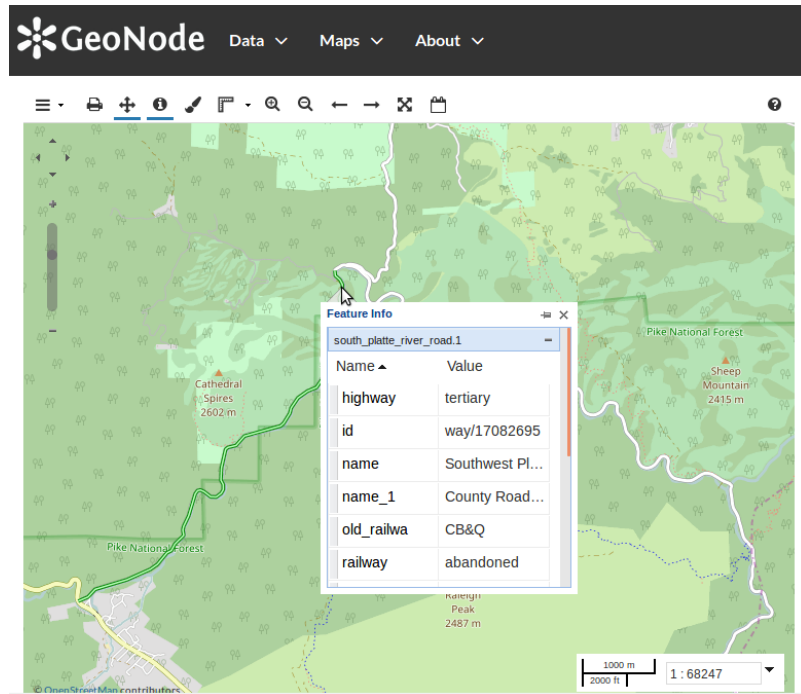 GeoNode Data Maps About
Feature Info
south_platte_river_road.1
Name Value
highway tertiary
id way/17082695
name Southwest Pl...
name_1 County Road...
old_railwa CB&Q
railway abandoned
Pike National Forest
Sheep
Mountain
2415 m
Cathedral
Spires
2602 m
Pike National Forest
Raleigh
Peak
2487 m
1000 m
2000 ft
1 : 68247
© OpenStreetMap contributors